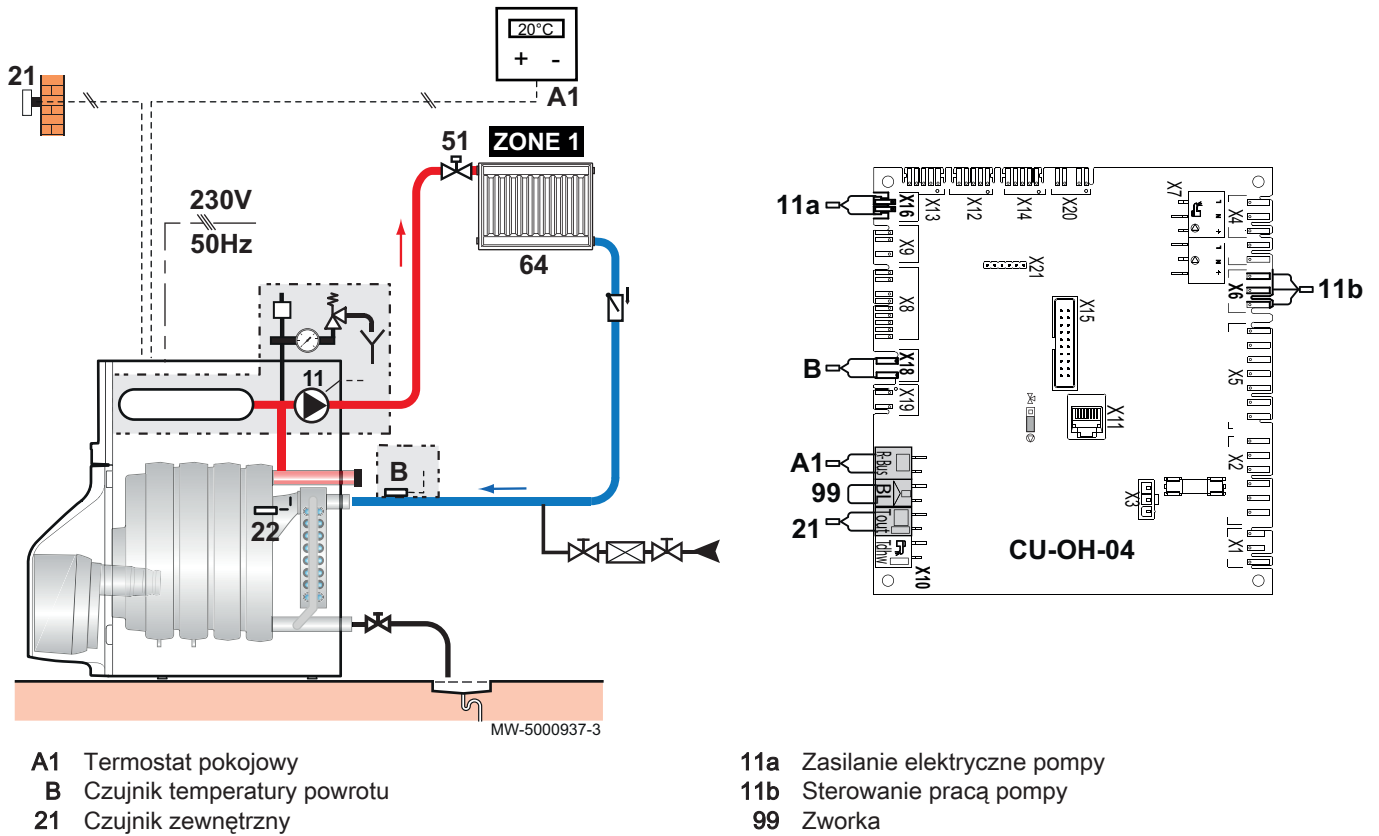 20°C
+ -
21
A1
51
ZONE 1
230V
50Hz
64
11
B
22
MW-5000937-3
11a
X16
X13
X12
X14
X20
X7
L
N
+
L
N
+
X4
X9
X21
X6
11b
X8
X15
B
X18
X5
X19
X11
A1
R-Bus
X2
99
BL
X3
21
Tout
CU-OH-04
Tdhw
X10
X1
A1 Termostat pokojowy
B Czujnik temperatury powrotu
21 Czujnik zewnętrzny
11a Zasilanie elektryczne pompy
11b Sterowanie pracą pompy
99 Zworka